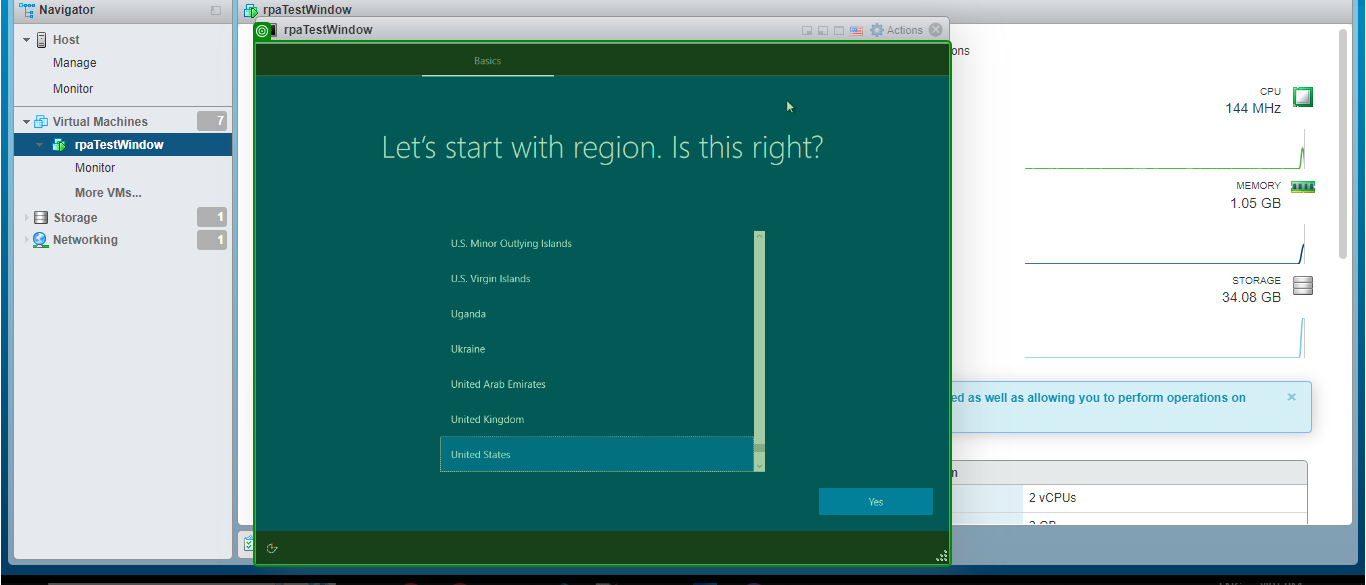 Navigator
Host
Manage
Monitor
Virtual Machines 7
rpaTestWindow
Monitor
More VMs...
Storage 1
Networking 1
rpaTestWindow
rpaTestWindow
Actions
Basics
Let's start with region. Is this right?
U.S. Minor Outlying Islands
U.S. Virgin Islands
Uganda
Ukraine
United Arab Emirates
United Kingdom
United States
Yes
ons
CPU
144 MHz
MEMORY
1.05 GB
STORAGE
34.08 GB
ed as well as allowing you to perform operations on
×
2 vCPUs